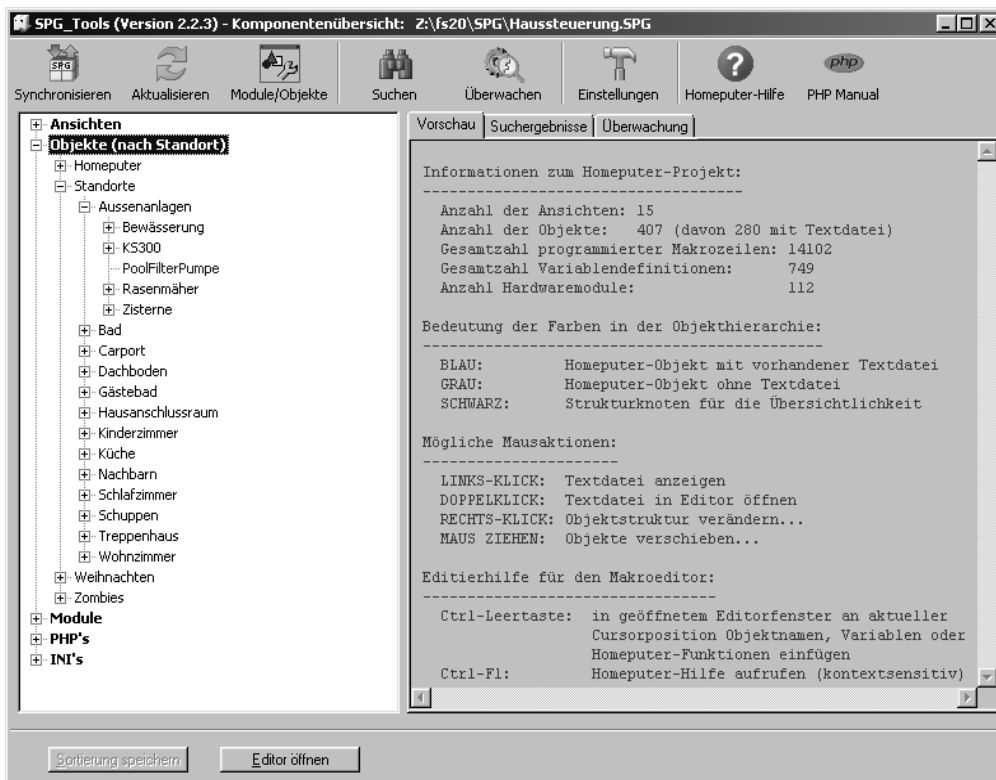 SPG_Tools (Version 2.2.3) - Komponentenübersicht: Z:\fs20\SPG\Haussteuerung.SPG
SPG php
Synchronisieren Aktualisieren Module/Objekte Suchen Überwachen Einstellungen Homeputer-Hilfe PHP Manual
Ansichten
Objekte (nach Standort)
Homeputer
Standorte
Aussenanlagen
Bewässerung
KS300
PoolFilterPumpe
Rasenmäher
Zisterne
Bad
Carport
Dachboden
Gästebad
Hausanschlussraum
Kinderzimmer
Küche
Nachbarn
Schlafzimmer
Schuppen
Treppenhaus
Wohnzimmer
Weihnachten
Zombies
Module
PHP's
INI's
Vorschau Suchergebnisse Überwachung
Informationen zum Homeputer-Projekt:
------------------------------------
Anzahl der Ansichten: 15
Anzahl der Objekte: 407 (davon 280 mit Textdatei)
Gesamtzahl programmierter Makrozeilen: 14102
Gesamtzahl Variablendefinitionen: 749
Anzahl Hardwaremodule: 112
Bedeutung der Farben in der Objekthierarchie:
---------------------------------------------
BLAU: Homeputer-Objekt mit vorhandener Textdatei
GRAU: Homeputer-Objekt ohne Textdatei
SCHWARZ: Strukturknoten für die Übersichtlichkeit
Mögliche Mausaktionen:
----------------------
LINKS-KLICK: Textdatei anzeigen
DOPPELKLICK: Textdatei in Editor öffnen
RECHTS-KLICK: Objektstruktur verändern...
MAUS ZIEHEN: Objekte verschieben...
Editierhilfe für den Makroeditor:
---------------------------------
Ctrl-Leertaste: in geöffnetem Editorfenster an aktueller
Cursorposition Objektnamen, Variablen oder
Homeputer-Funktionen einfügen
Ctrl-F1: Homeputer-Hilfe aufrufen (kontextsensitiv)
Sortierung speichern Editor öffnen